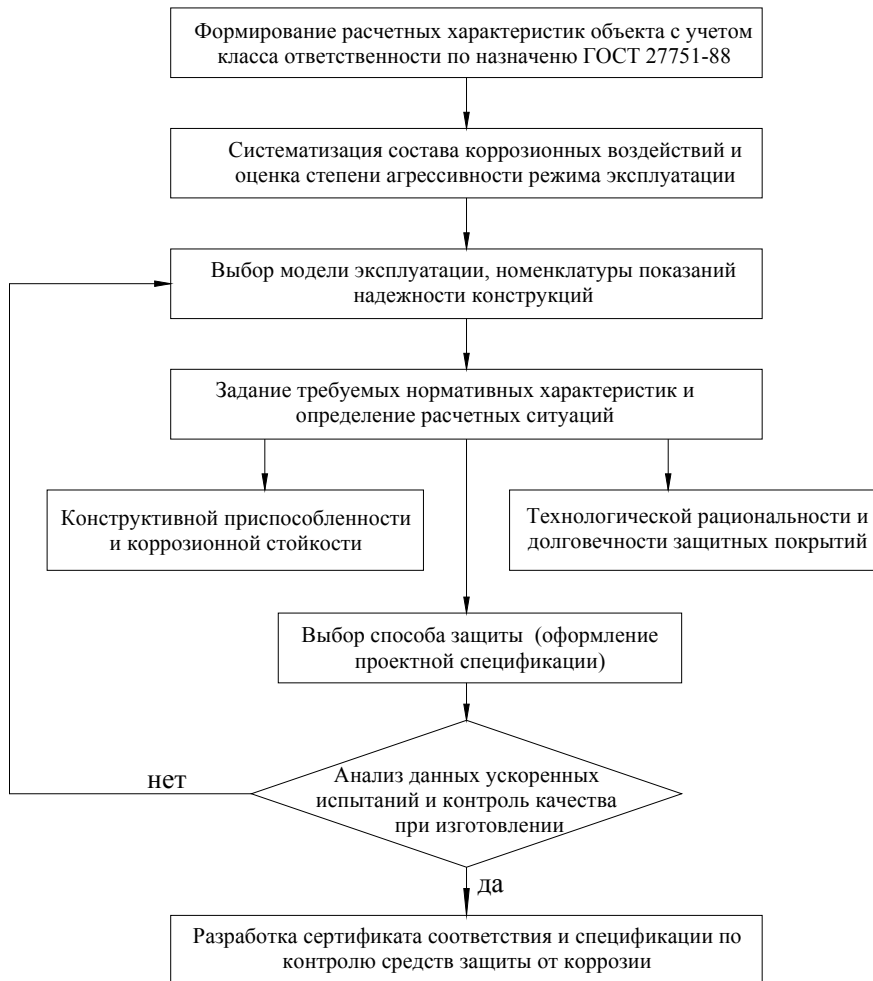 Формирование расчетных характеристик объекта с учетом
класса ответственности по назначеню ГОСТ 27751-88
Систематизация состава коррозионных воздействий и
оценка степени агрессивности режима эксплуатации
Выбор модели эксплуатации, номенклатуры показаний
надежности конструкций
Задание требуемых нормативных характеристик и
определение расчетных ситуаций
Конструктивной приспособленности
и коррозионной стойкости
Технологической рациональности и
долговечности защитных покрытий
Выбор способа защиты (оформление
проектной спецификации)
нет
Анализ данных ускоренных
испытаний и контроль качества
при изготовлении
да
Разработка сертификата соответствия и спецификации по
контролю средств защиты от коррозии